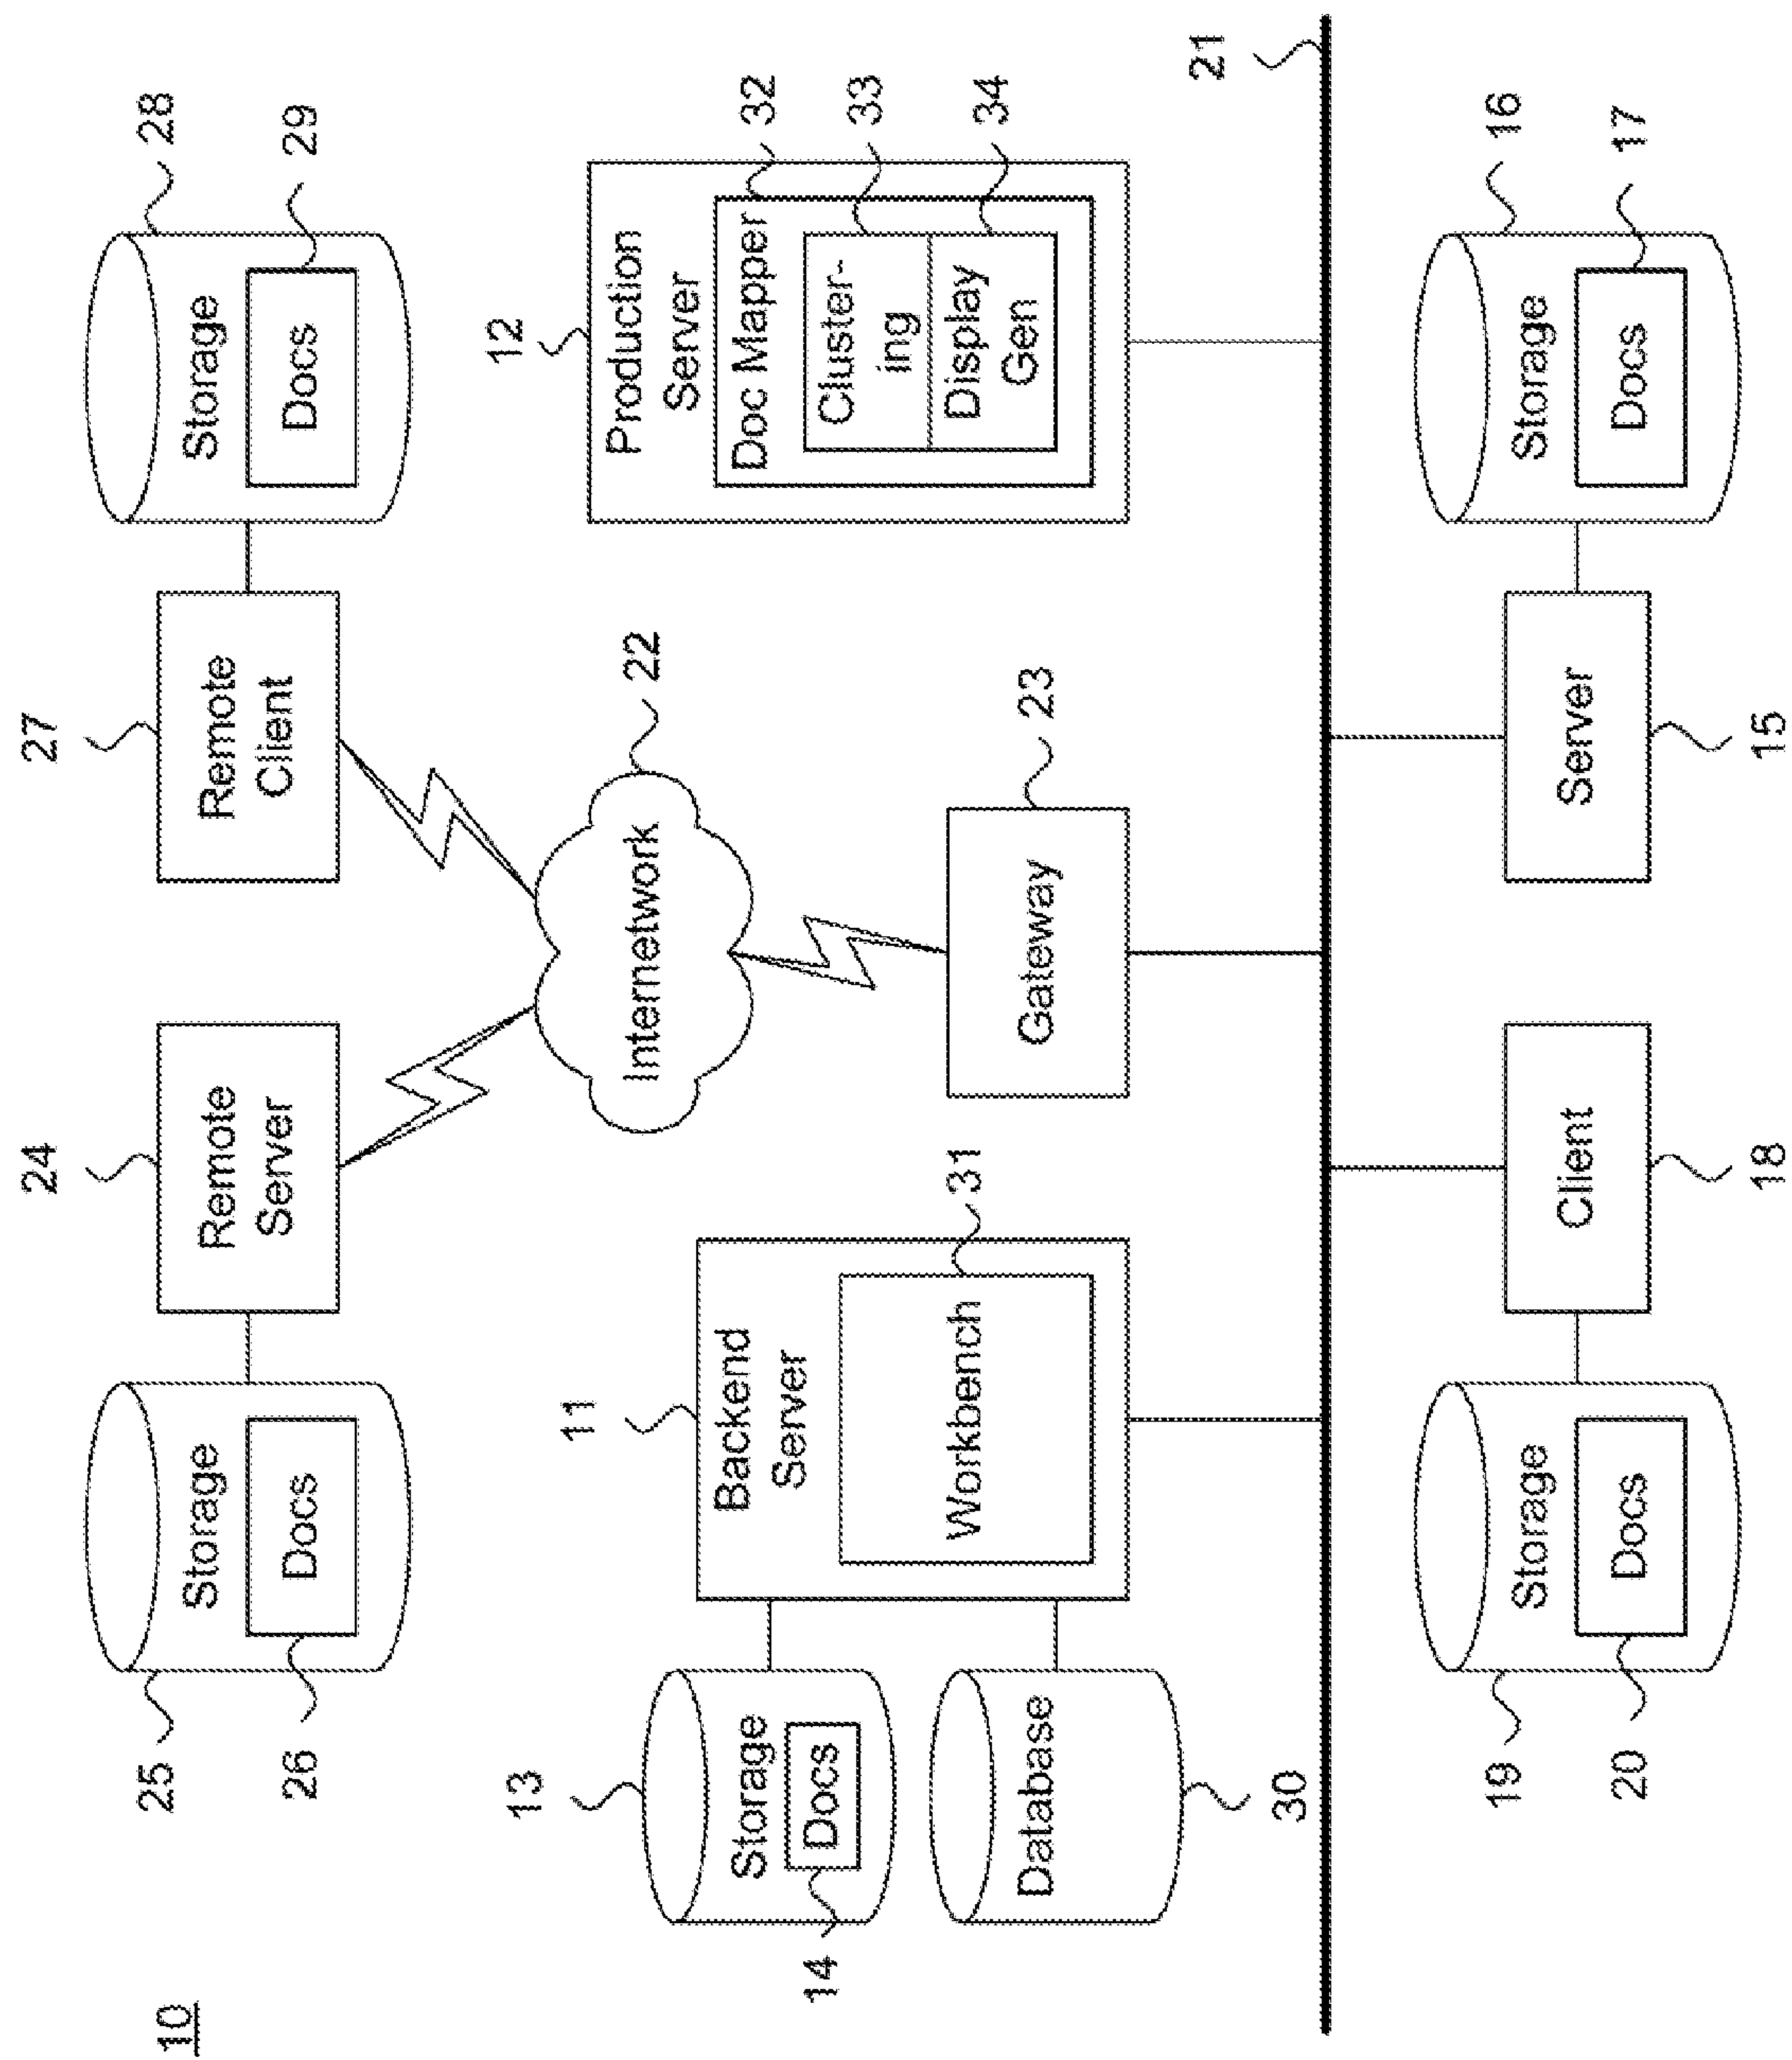 10
24
27
25
Storage
26
Docs
Remote
Server
Remote
Client
Storage
28
Docs
29
13
Storage
14
Docs
Database
30
11
Backend
Server
Workbench
31
Internetwork
22
Gateway
23
12
Production
Server
Doc Mapper
32
Cluster-
ing
33
Display
Gen
34
21
19
Storage
20
Docs
Client
18
Server
15
Storage
16
Docs
17